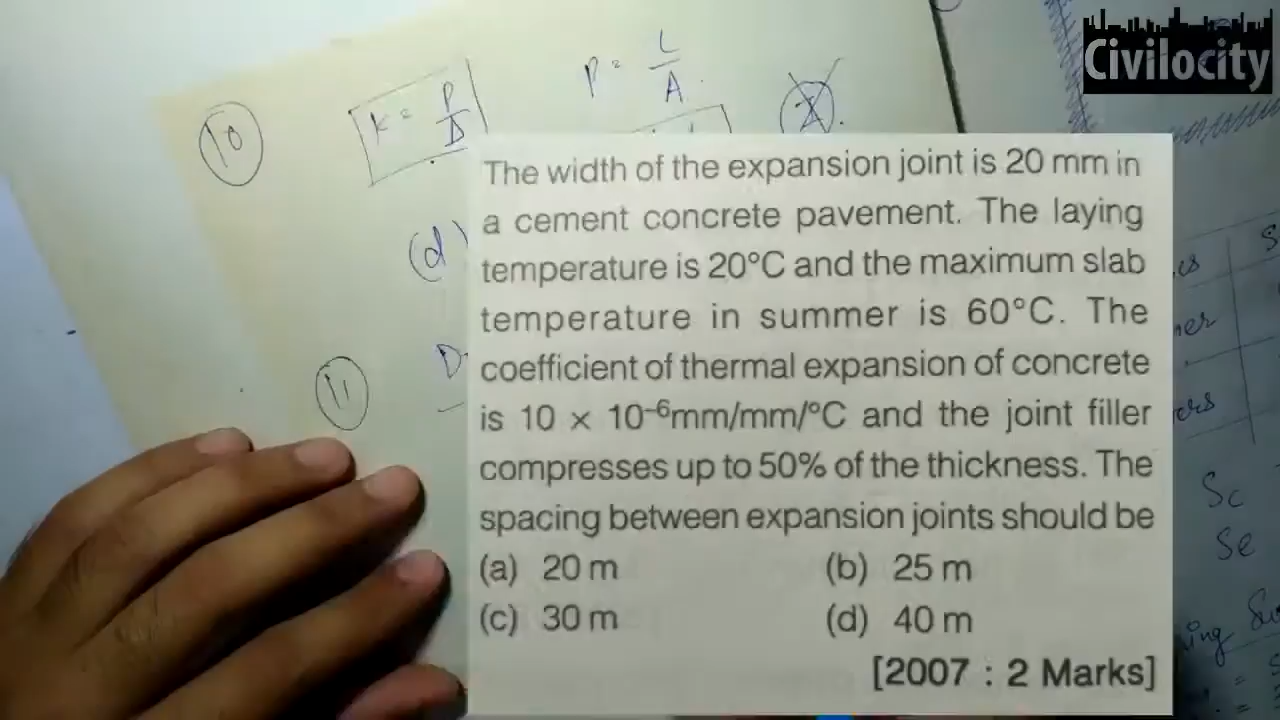 Civilocity
10
K = P/Δ
P = L/A
(d)
11
The width of the expansion joint is 20 mm in
a cement concrete pavement. The laying
temperature is 20°C and the maximum slab
temperature in summer is 60°C. The
coefficient of thermal expansion of concrete
is 10 × 10⁻⁶mm/mm/°C and the joint filler
compresses up to 50% of the thickness. The
spacing between expansion joints should be
(a) 20 m (b) 25 m
(c) 30 m (d) 40 m
[2007 : 2 Marks]
Sc
Se